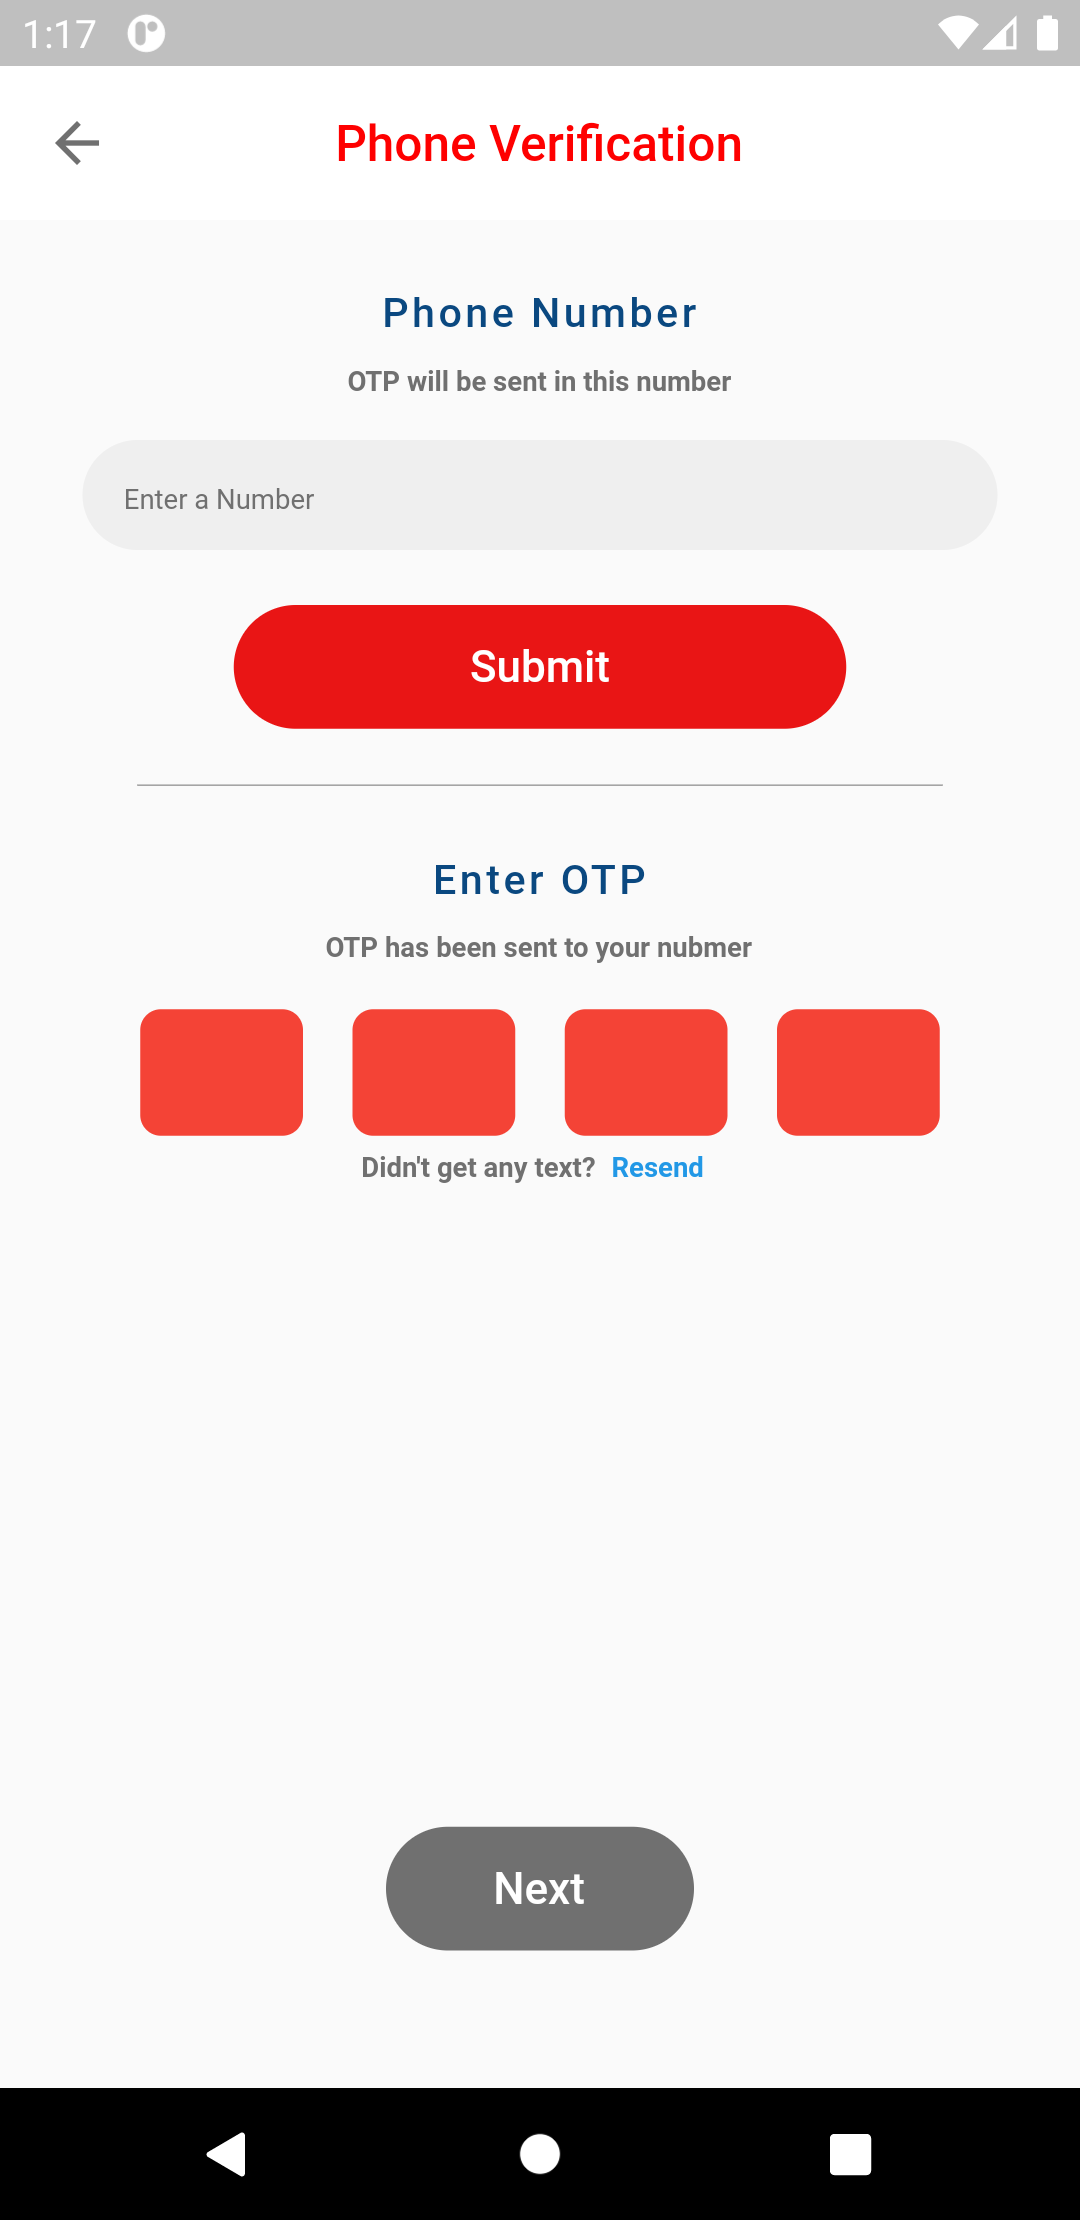 1:17
Phone Verification
Phone Number
OTP will be sent in this number
Enter a Number
Submit
Enter OTP
OTP has been sent to your nubmer
Didn't get any text? Resend
Next